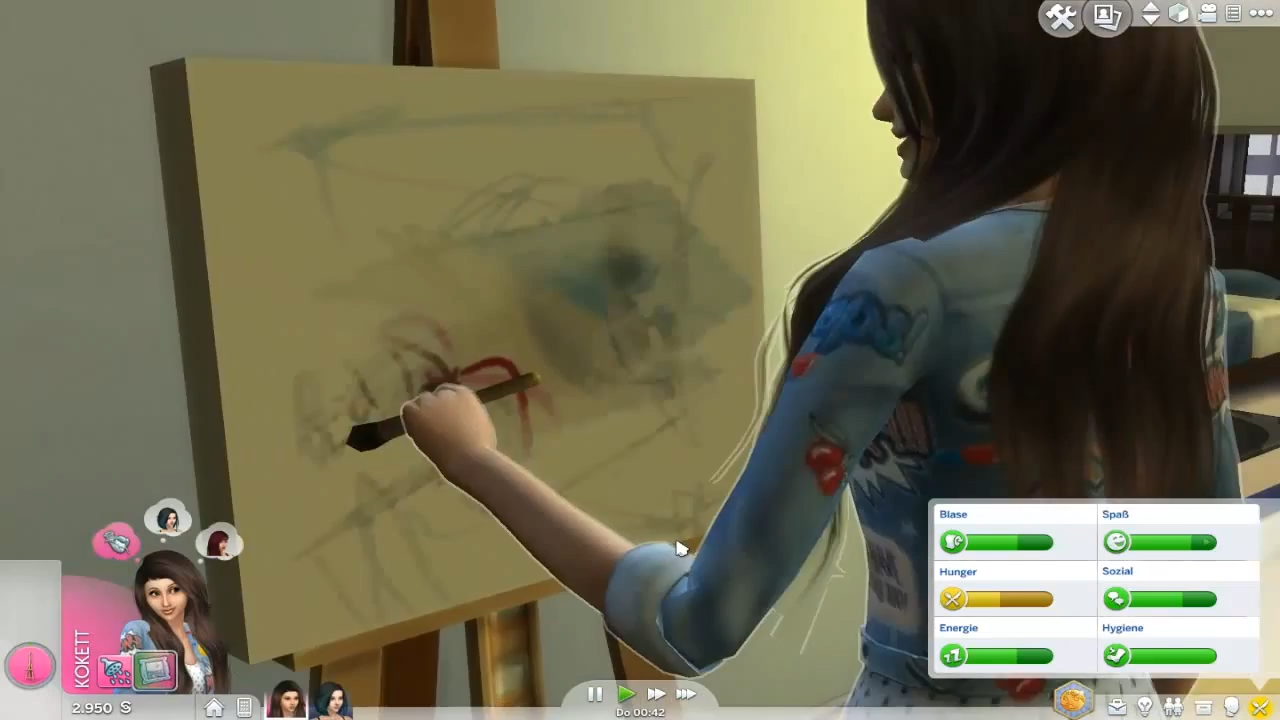 Blase
Spaß
Hunger
Sozial
Energie
Hygiene
KOKETT
2.950 S
Do 00:42